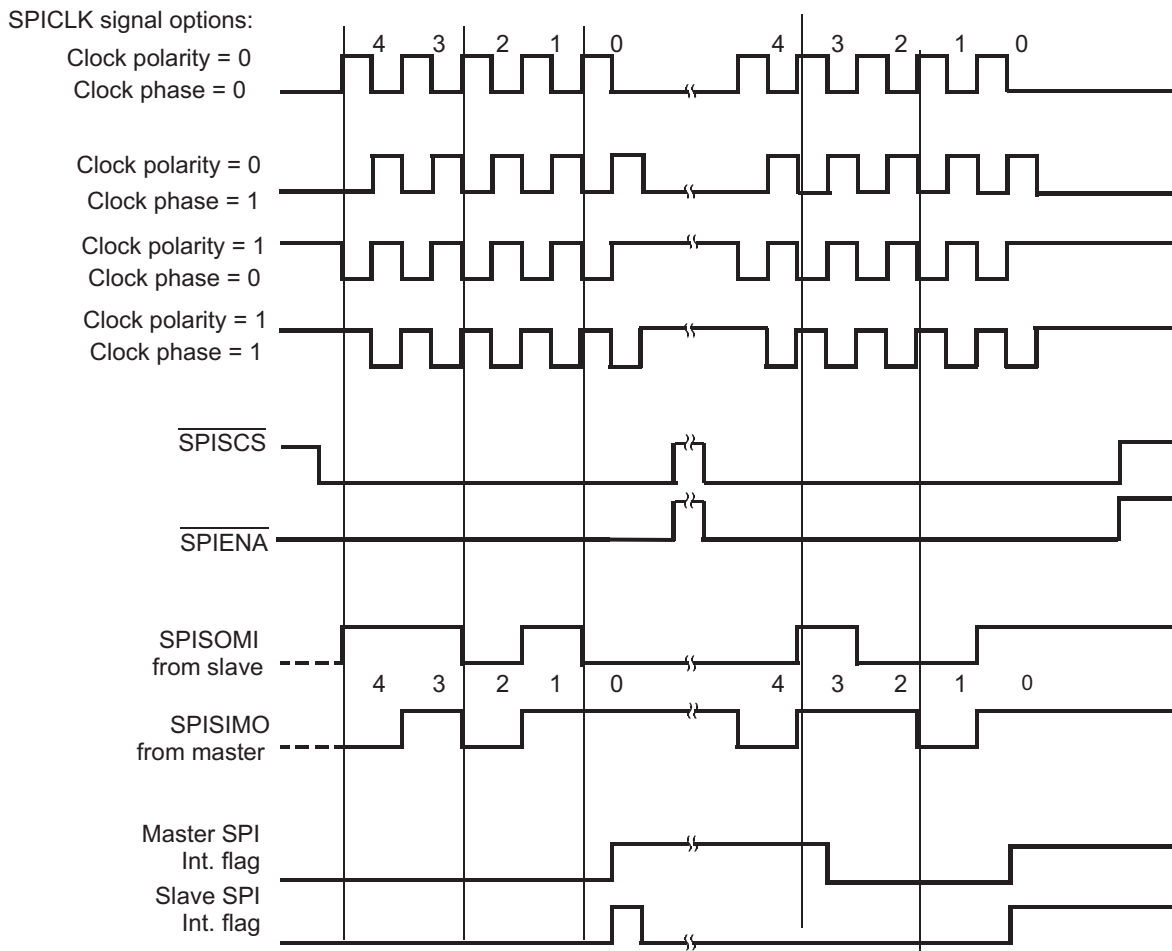 SPICLK signal options:
4 3 2 1 0 4 3 2 1 0
Clock polarity = 0
Clock phase = 0
Clock polarity = 0
Clock phase = 1
Clock polarity = 1
Clock phase = 0
Clock polarity = 1
Clock phase = 1
SPISCS
SPIENA
SPISOMI
from slave
4 3 2 1 0 4 3 2 1 0
SPISIMO
from master
Master SPI
Int. flag
Slave SPI
Int. flag